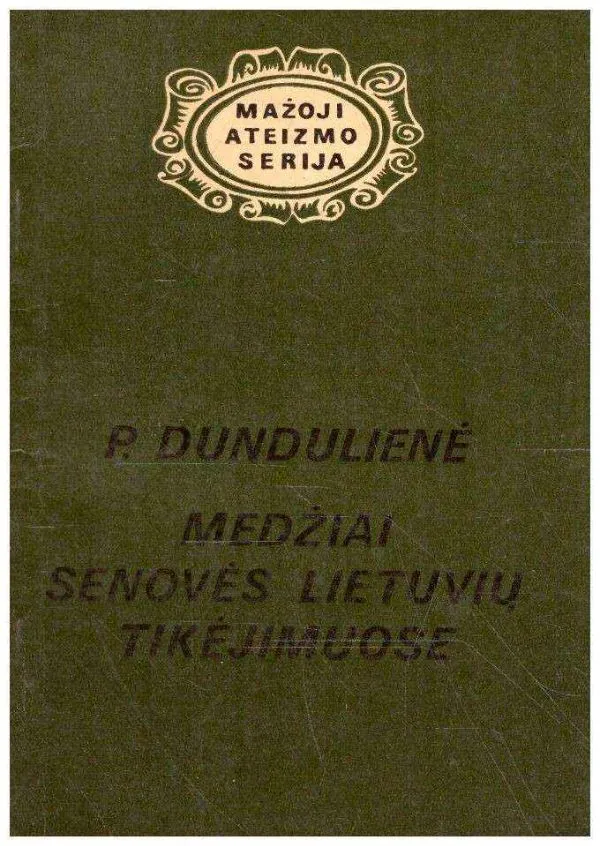 MAŽOJI
ATEIZMO
SERIJA
P. DUNDULIENĖ
MEDŽIAI
SENOVĖS LIETUVIŲ
TIKĖJIMUOSE